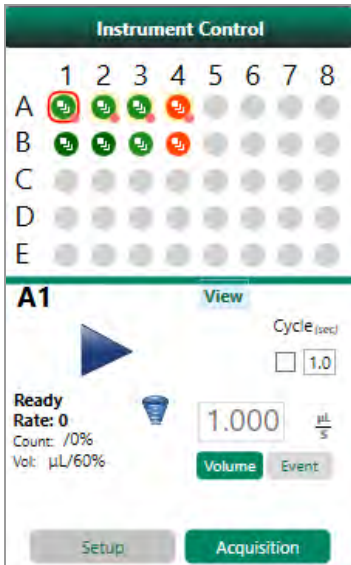 Instrument Control
1 2 3 4 5 6 7 8
A
B
C
D
E
A1 View
Cycle (sec)
1.0
Ready
Rate: 0
Count: /0%
Vol: µL/60%
1.000 µL/S
Volume Event
Setup Acquisition